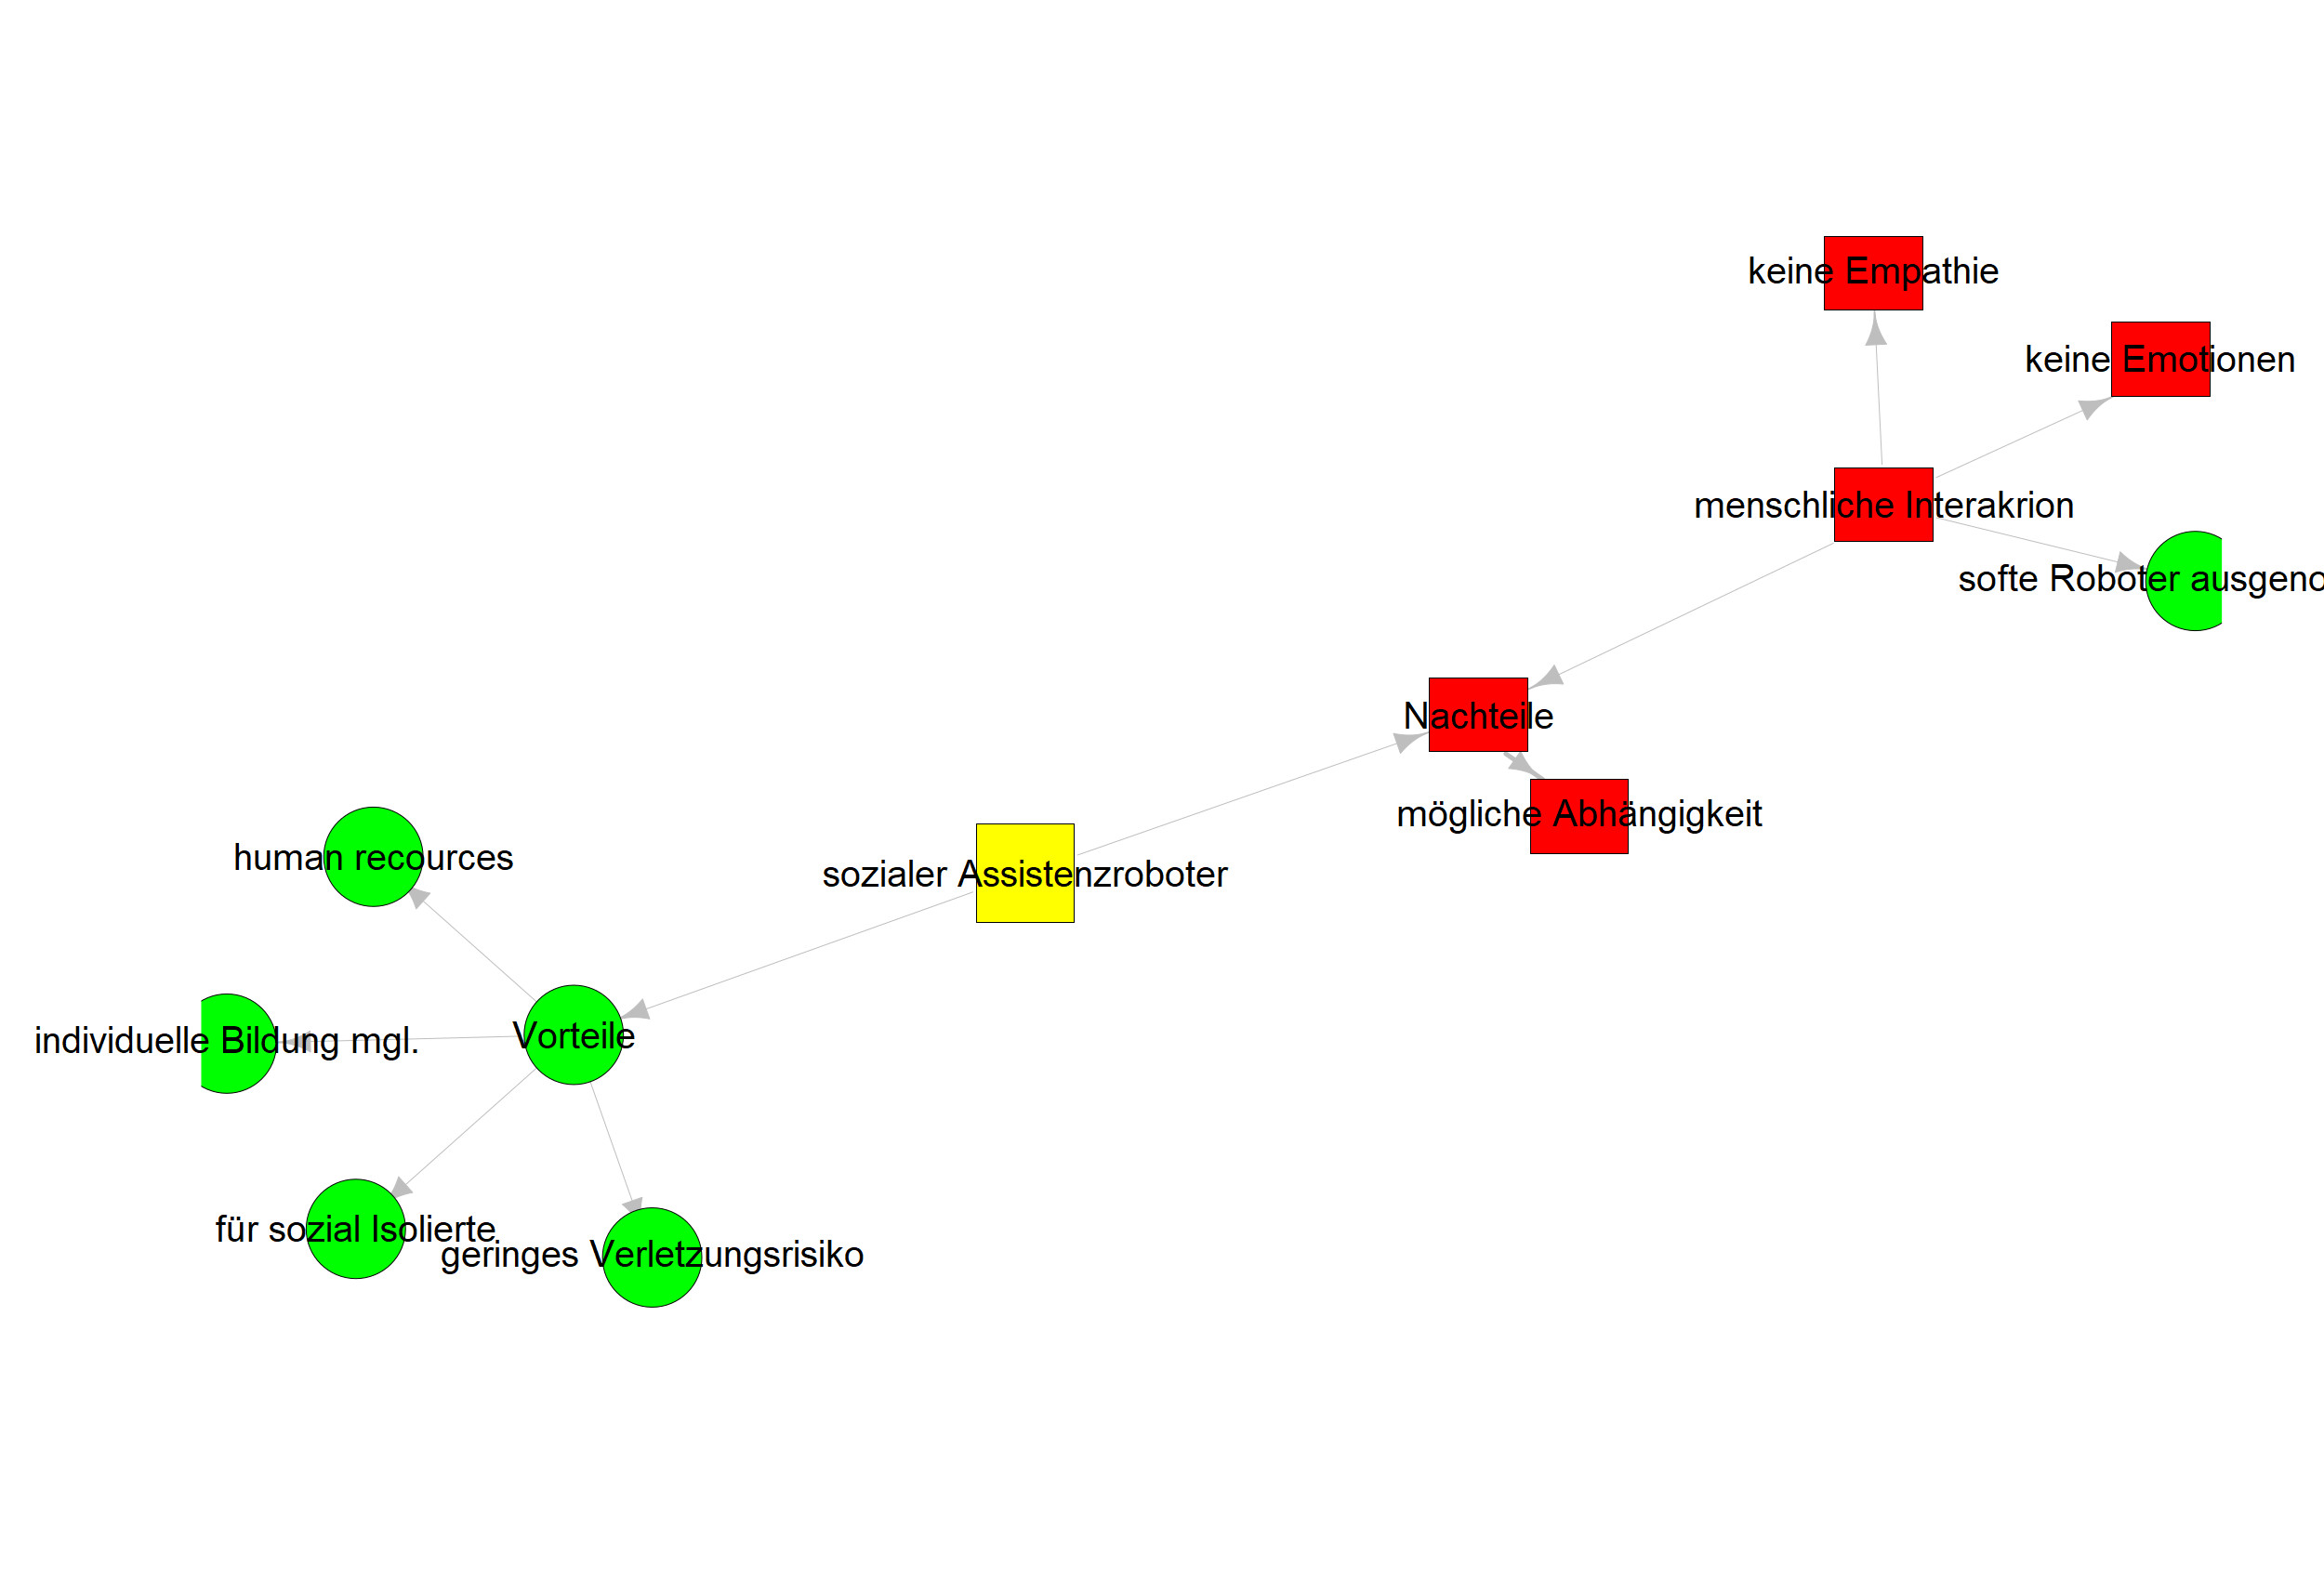 keine Empathie
keine Emotionen
menschliche Interakrion
softe Roboter
Nachteile
mögliche Abhängigkeit
human recources
sozialer Assistenzroboter
Vorteile
individuelle Bildung mgl.
für sozial Isolierte
geringes Verletzungsrisiko